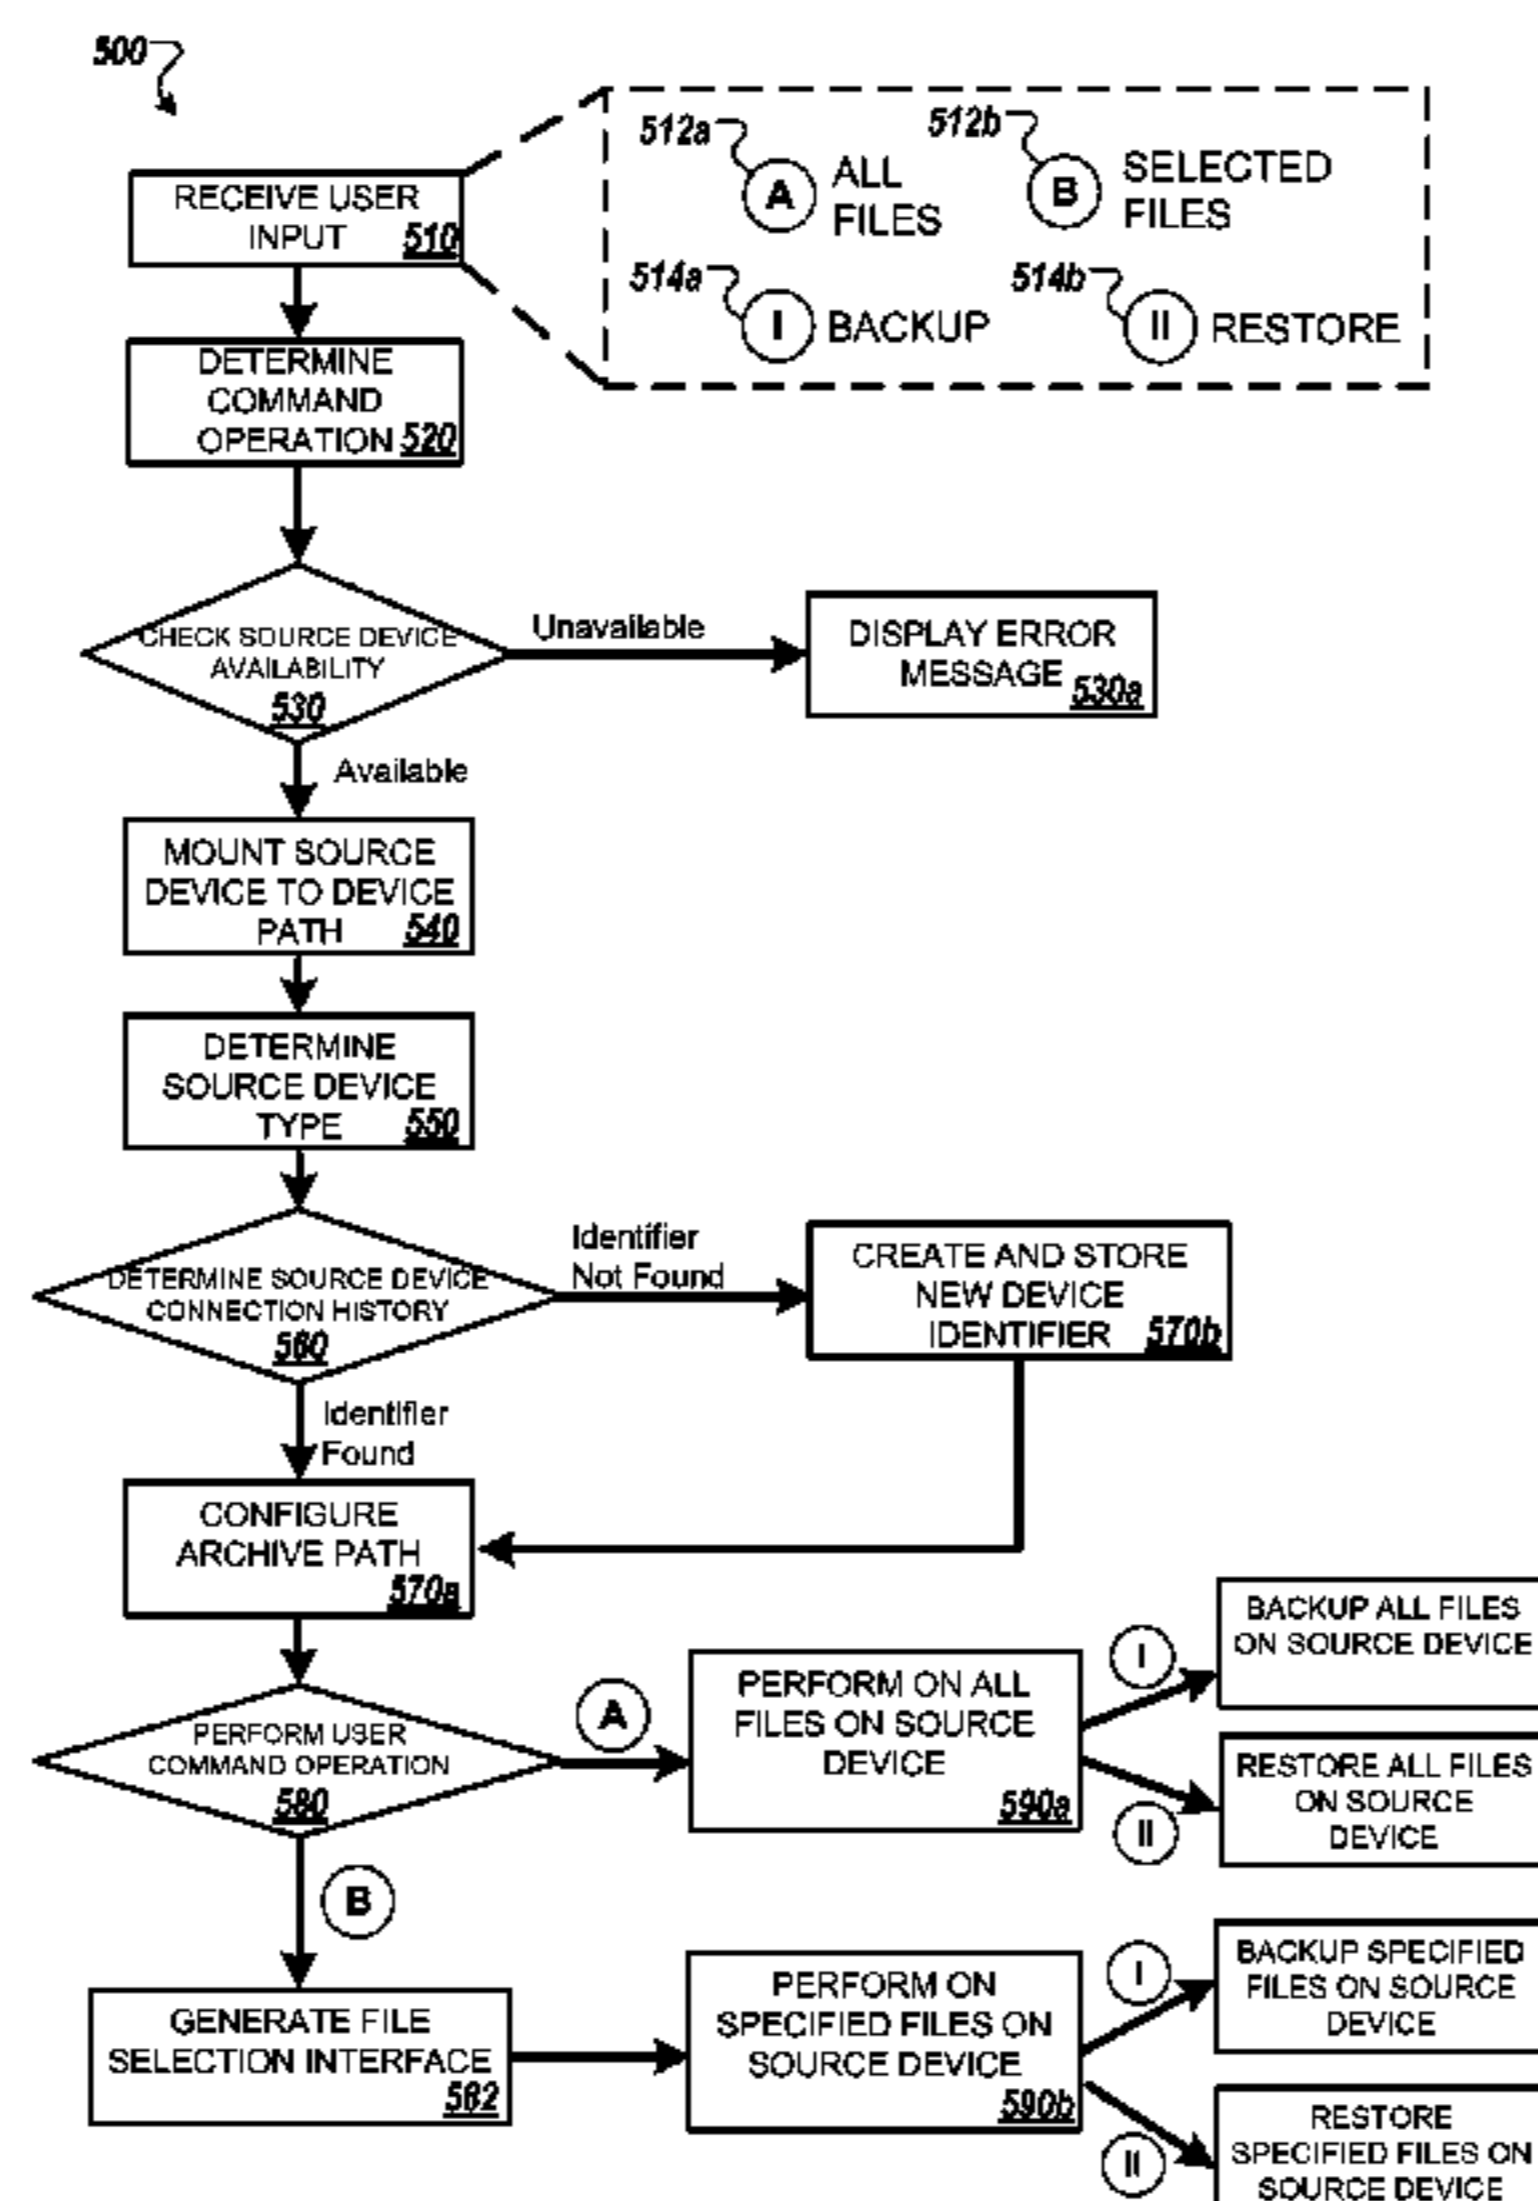 500
RECEIVE USER
INPUT 510
512a
A
ALL
FILES
512b
B
SELECTED
FILES
514a
I
BACKUP
514b
II
RESTORE
DETERMINE
COMMAND
OPERATION 520
CHECK SOURCE DEVICE
AVAILABILITY
530
Unavailable
DISPLAY ERROR
MESSAGE 530a
Available
MOUNT SOURCE
DEVICE TO DEVICE
PATH 540
DETERMINE
SOURCE DEVICE
TYPE 550
DETERMINE SOURCE DEVICE
CONNECTION HISTORY
560
Identifier
Not Found
CREATE AND STORE
NEW DEVICE
IDENTIFIER 570b
Identifier
Found
CONFIGURE
ARCHIVE PATH
570a
PERFORM USER
COMMAND OPERATION
580
A
PERFORM ON ALL
FILES ON SOURCE
DEVICE
590a
I
BACKUP ALL FILES
ON SOURCE DEVICE
II
RESTORE ALL FILES
ON SOURCE
DEVICE
B
GENERATE FILE
SELECTION INTERFACE
582
PERFORM ON
SPECIFIED FILES ON
SOURCE DEVICE
590b
I
BACKUP SPECIFIED
FILES ON SOURCE
DEVICE
II
RESTORE
SPECIFIED FILES ON
SOURCE DEVICE